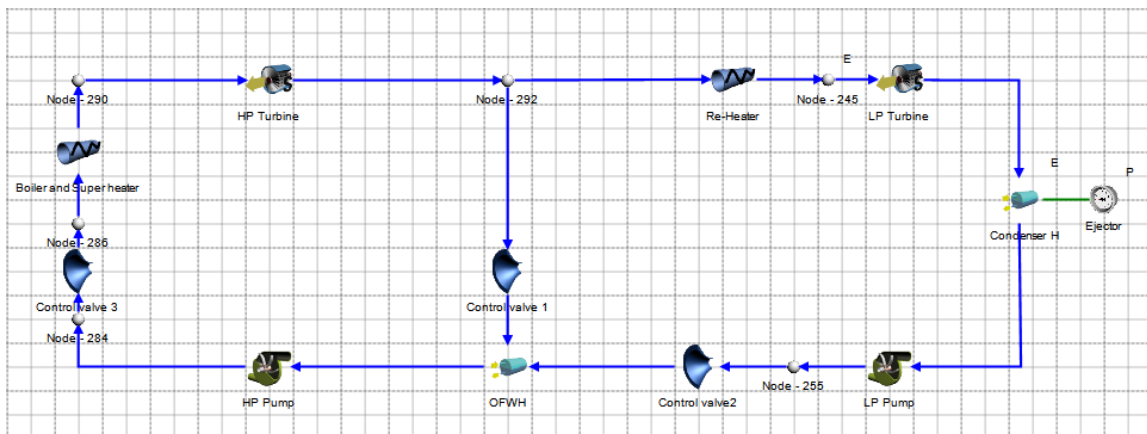 E
Node - 290
HP Turbine
Node - 292
Re-Heater
Node - 245
LP Turbine
E
P
Boiler and Super heater
Condenser H
Ejector
Node - 286
Control valve 3
Control valve 1
Node - 284
HP Pump
OFWH
Control valve2
Node - 255
LP Pump